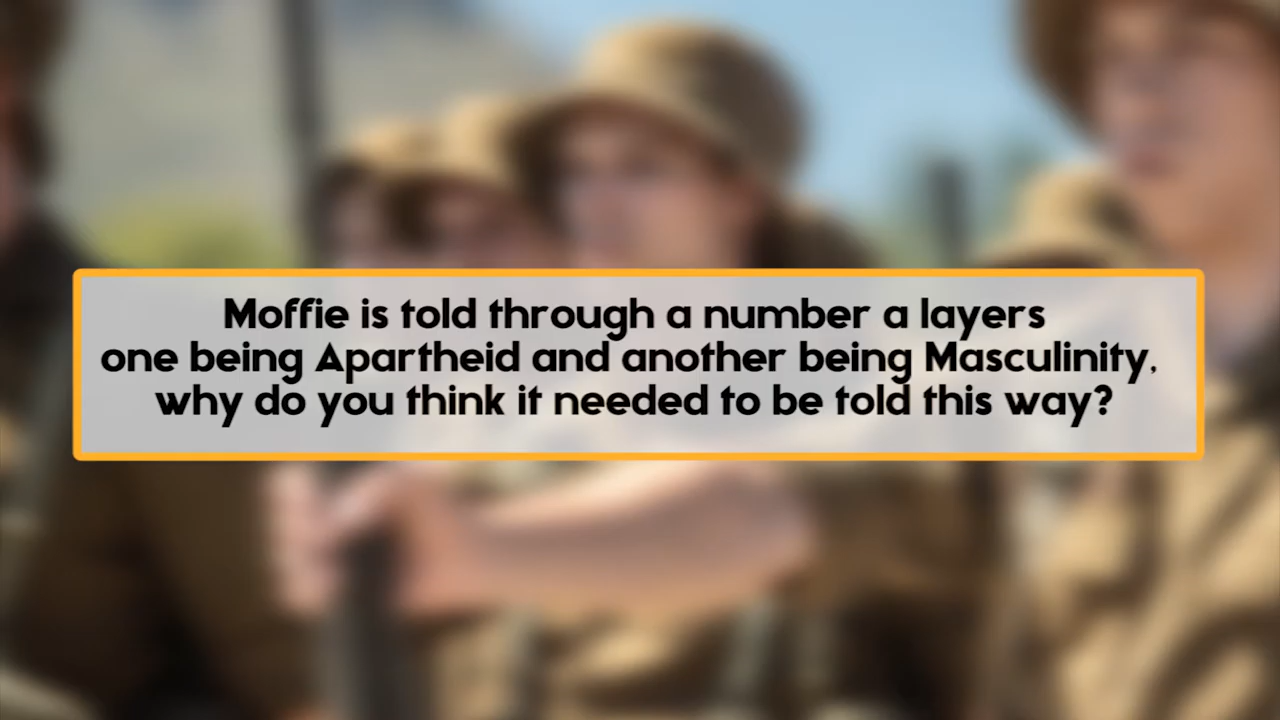 Moffie is told through a number a layers
one being Apartheid and another being Masculinity,
why do you think it needed to be told this way?